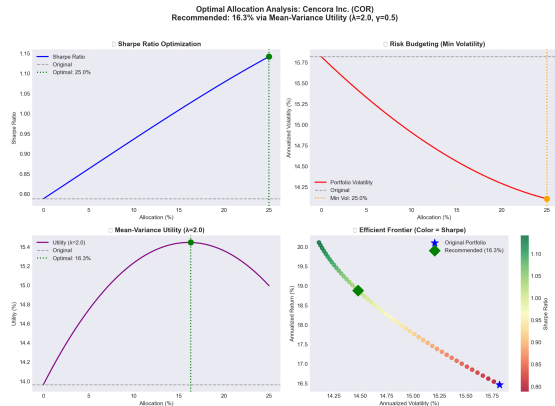 Optimal Allocation Analysis: Cencora Inc. (COR)
Recommended: 16.3% via Mean-Variance Utility (λ=2.0, γ=0.5)
Sharpe Ratio Optimization
Sharpe Ratio
Original
Optimal: 25.0%
1.15
1.10
1.05
1.00
0.95
0.90
0.85
0.80
Sharpe Ratio
0 5 10 15 20 25
Allocation (%)
Risk Budgeting (Min Volatility)
15.75
15.50
15.25
15.00
14.75
14.50
14.25
Annualized Volatility (%)
Portfolio Volatility
Original
Min Vol: 25.0%
0 5 10 15 20 25
Allocation (%)
Mean-Variance Utility (λ=2.0)
Utility (λ=2.0)
Original
Optimal: 16.3%
15.4
15.2
15.0
14.8
14.6
14.4
14.2
14.0
Utility (%)
0 5 10 15 20 25
Allocation (%)
Efficient Frontier (Color = Sharpe)
Original Portfolio
Recommended (16.3%)
20.0
19.5
19.0
18.5
18.0
17.5
17.0
16.5
Annualized Return (%)
14.25 14.50 14.75 15.00 15.25 15.50 15.75
Annualized Volatility (%)
1.10
1.05
1.00
0.95
0.90
0.85
0.80
Sharpe Ratio